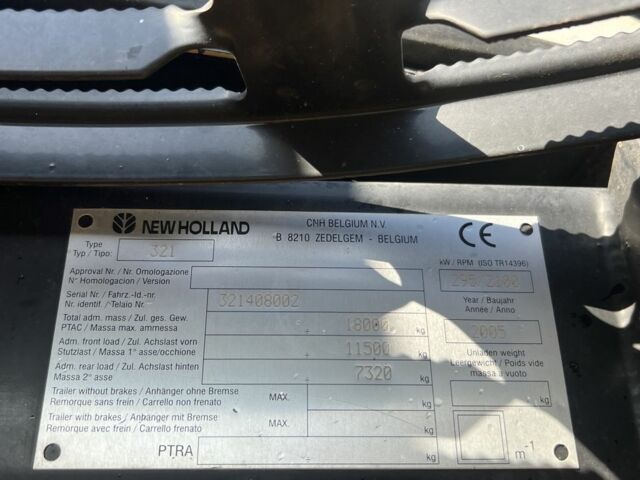 NEW HOLLAND
CNH BELGIUM N.V.
B 8210 ZEDELGEM - BELGIUM
CE
Type
Typ / Tipo:
321
kW / RPM (ISO TR14396)
295/2100
Approval Nr. / Nr. Omologazione
N° Homologacion / Version
Serial Nr. / Fahrz.-Id.-nr.
Nr. identif. / Telaio Nr.
321408002
Year / Baujahr
Année / Anno
2005
Total adm. mass / Zul. ges. Gew.
PTAC / Massa max. ammessa
18000 kg
Adm. front load / Zul. Achslast vorn
Stutzlast / Massa 1° asse/occhione
11500 kg
Unladen weight
Leergewicht / Poids vide
massa a vuoto
kg
Adm. rear load / Zul. Achslast hinten
Massa 2° asse
7320 kg
Trailer without brakes / Anhänger ohne Bremse
Remorque sans frein / Carrello non frenato
MAX.
kg
Trailer with brakes / Anhänger mit Bremse
Remorque avec frein / Carrello frenato
MAX.
kg
PTRA
kg
m-1